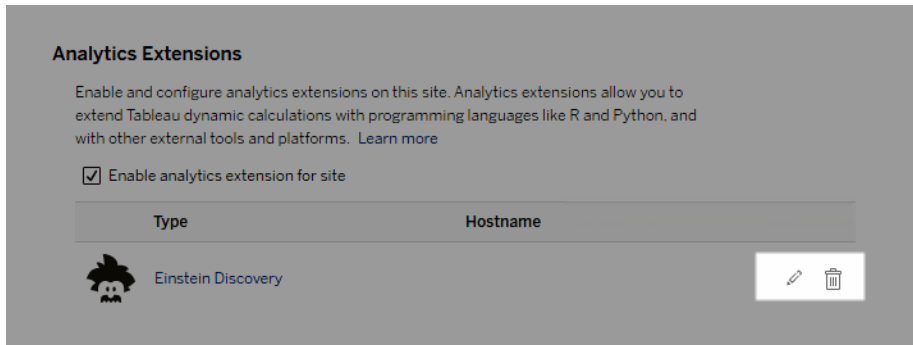 Analytics Extensions
Enable and configure analytics extensions on this site. Analytics extensions allow you to
extend Tableau dynamic calculations with programming languages like R and Python, and
with other external tools and platforms. Learn more
Enable analytics extension for site
Type Hostname
Einstein Discovery